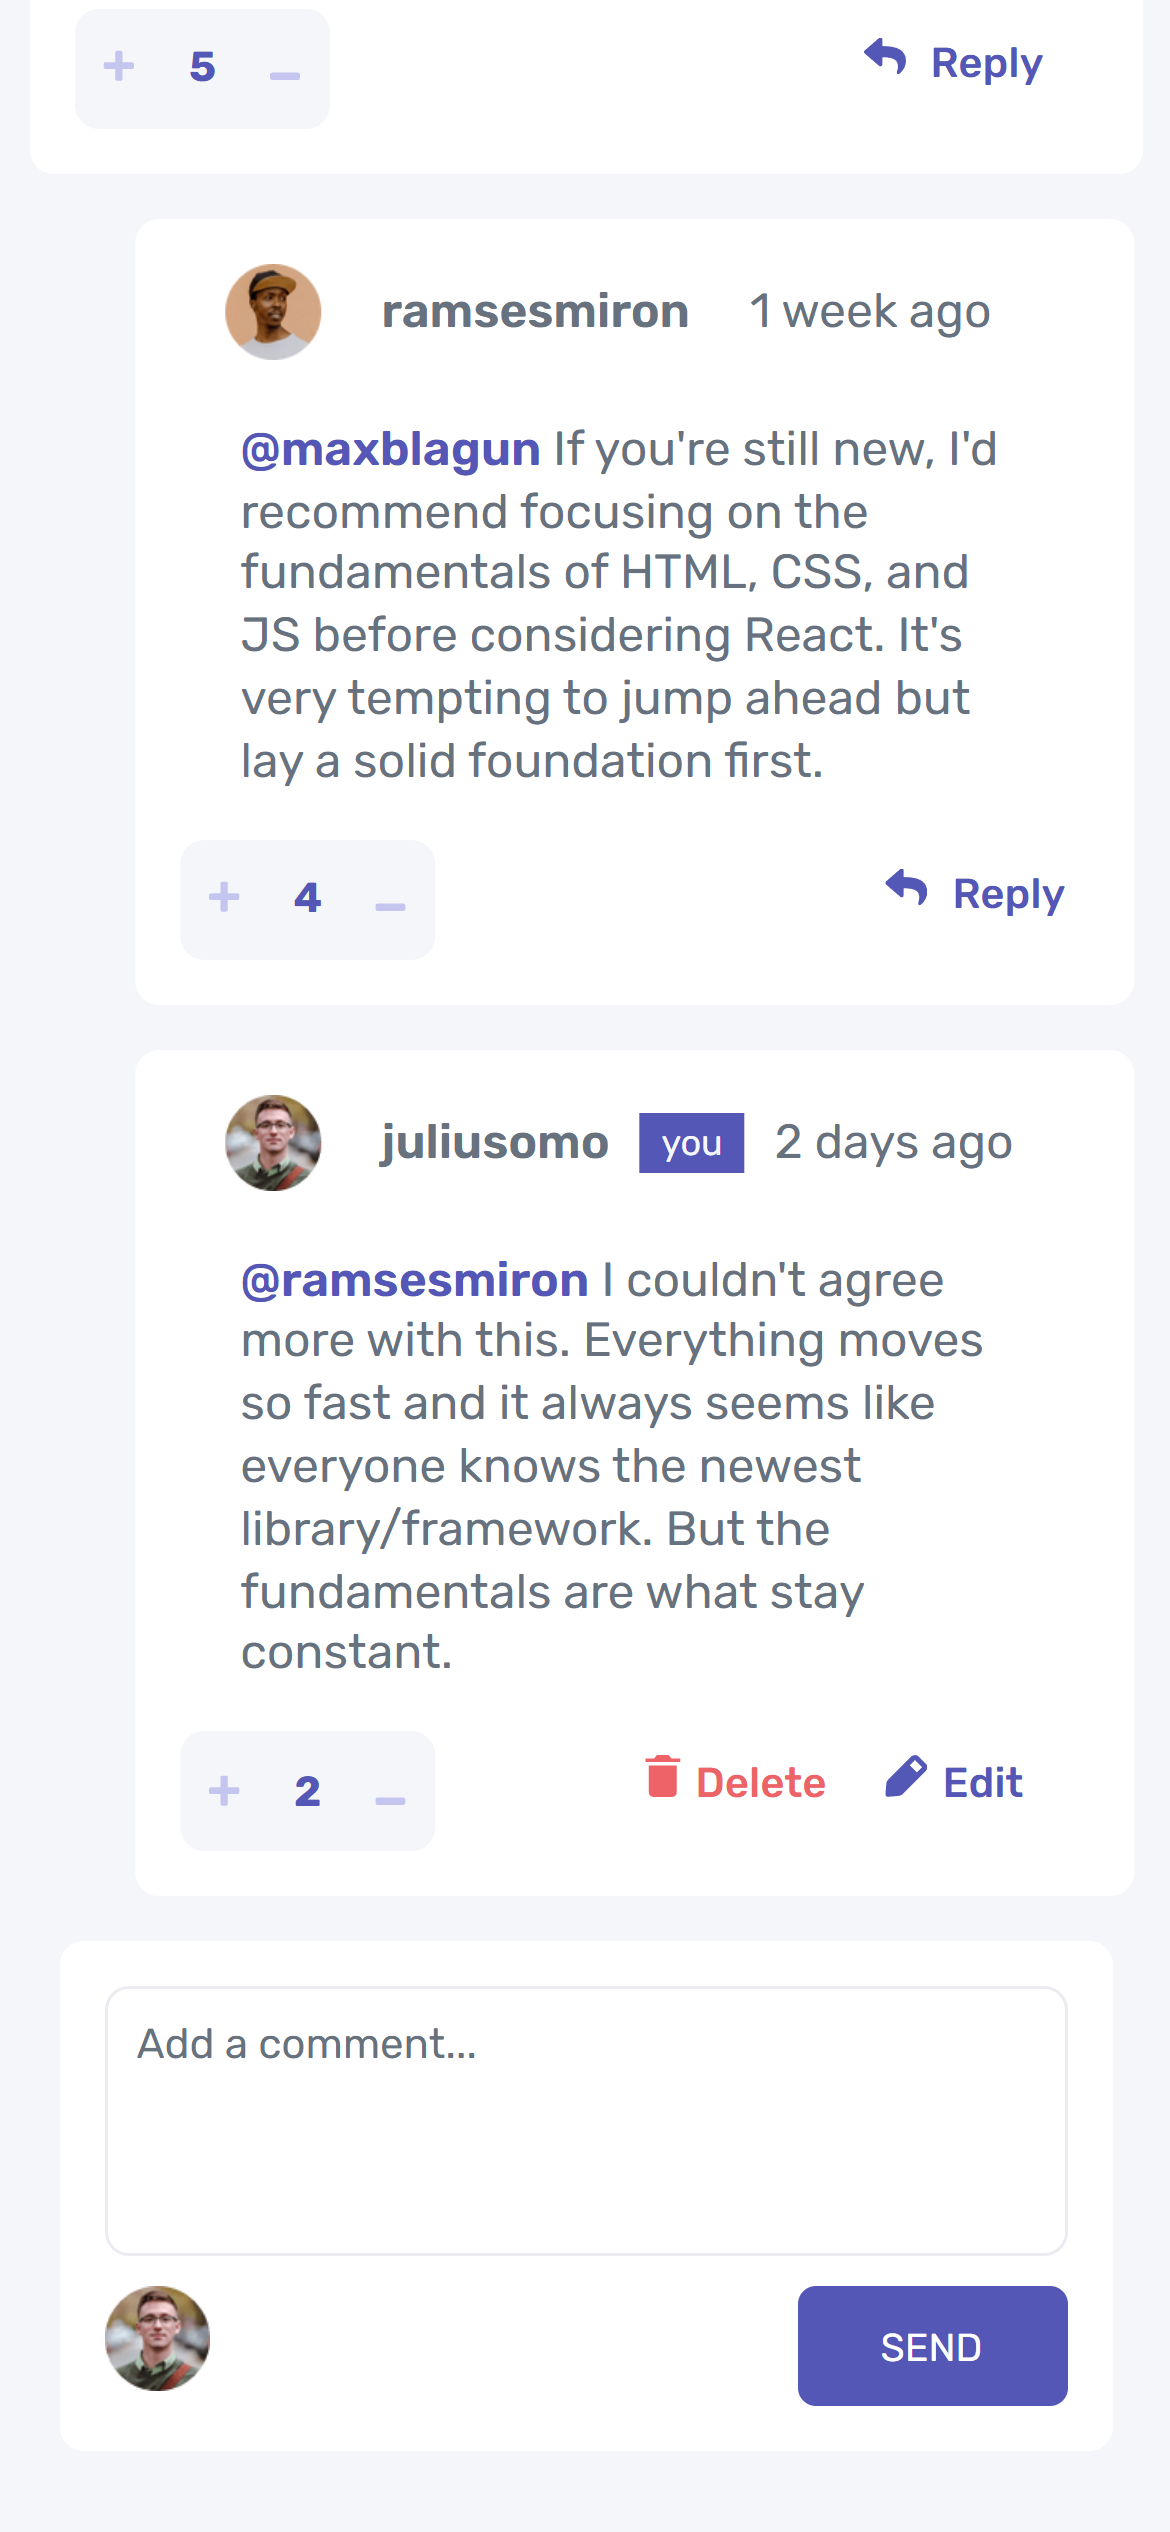 + 5 –
Reply
ramsesmiron 1 week ago
@maxblagun If you're still new, I'd
recommend focusing on the
fundamentals of HTML, CSS, and
JS before considering React. It's
very tempting to jump ahead but
lay a solid foundation first.
+ 4 –
Reply
juliusomo you 2 days ago
@ramsesmiron I couldn't agree
more with this. Everything moves
so fast and it always seems like
everyone knows the newest
library/framework. But the
fundamentals are what stay
constant.
+ 2 –
Delete Edit
Add a comment...
SEND